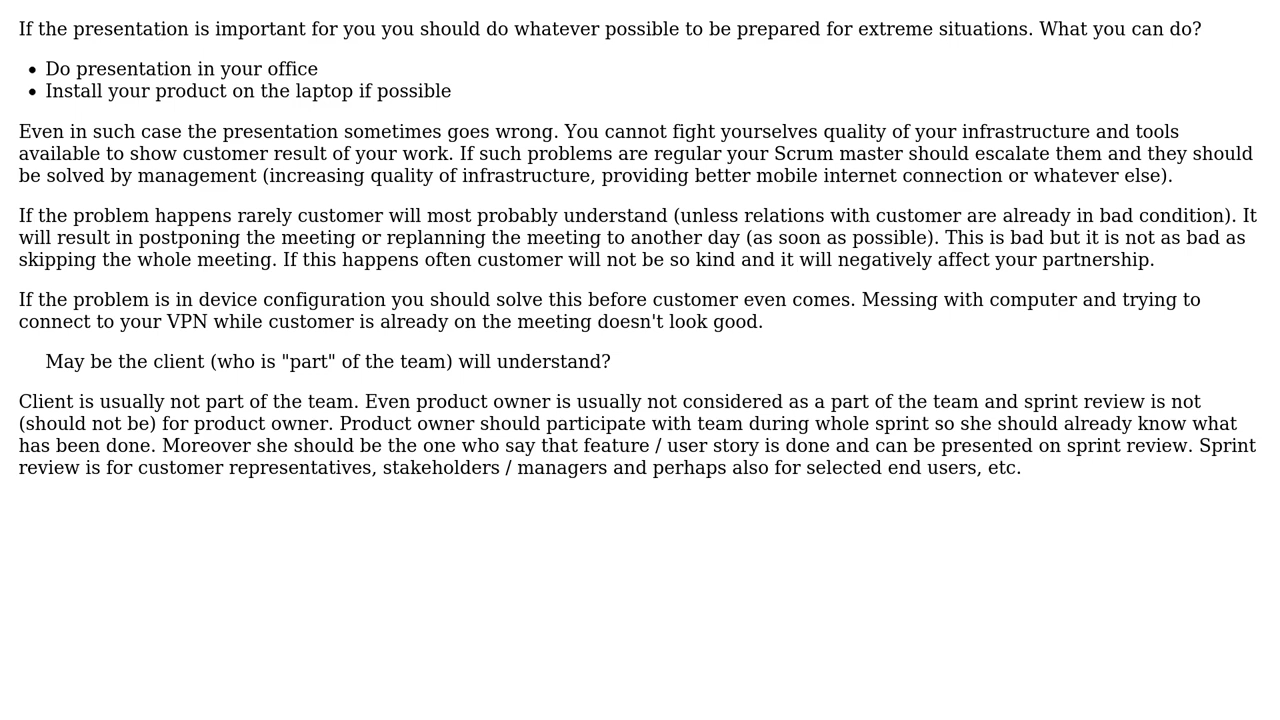 If the presentation is important for you you should do whatever possible to be prepared for extreme situations. What you can do?
• Do presentation in your office
• Install your product on the laptop if possible
Even in such case the presentation sometimes goes wrong. You cannot fight yourselves quality of your infrastructure and tools
available to show customer result of your work. If such problems are regular your Scrum master should escalate them and they should
be solved by management (increasing quality of infrastructure, providing better mobile internet connection or whatever else).
If the problem happens rarely customer will most probably understand (unless relations with customer are already in bad condition). It
will result in postponing the meeting or replanning the meeting to another day (as soon as possible). This is bad but it is not as bad as
skipping the whole meeting. If this happens often customer will not be so kind and it will negatively affect your partnership.
If the problem is in device configuration you should solve this before customer even comes. Messing with computer and trying to
connect to your VPN while customer is already on the meeting doesn't look good.
May be the client (who is "part" of the team) will understand?
Client is usually not part of the team. Even product owner is usually not considered as a part of the team and sprint review is not
(should not be) for product owner. Product owner should participate with team during whole sprint so she should already know what
has been done. Moreover she should be the one who say that feature / user story is done and can be presented on sprint review. Sprint
review is for customer representatives, stakeholders / managers and perhaps also for selected end users, etc.